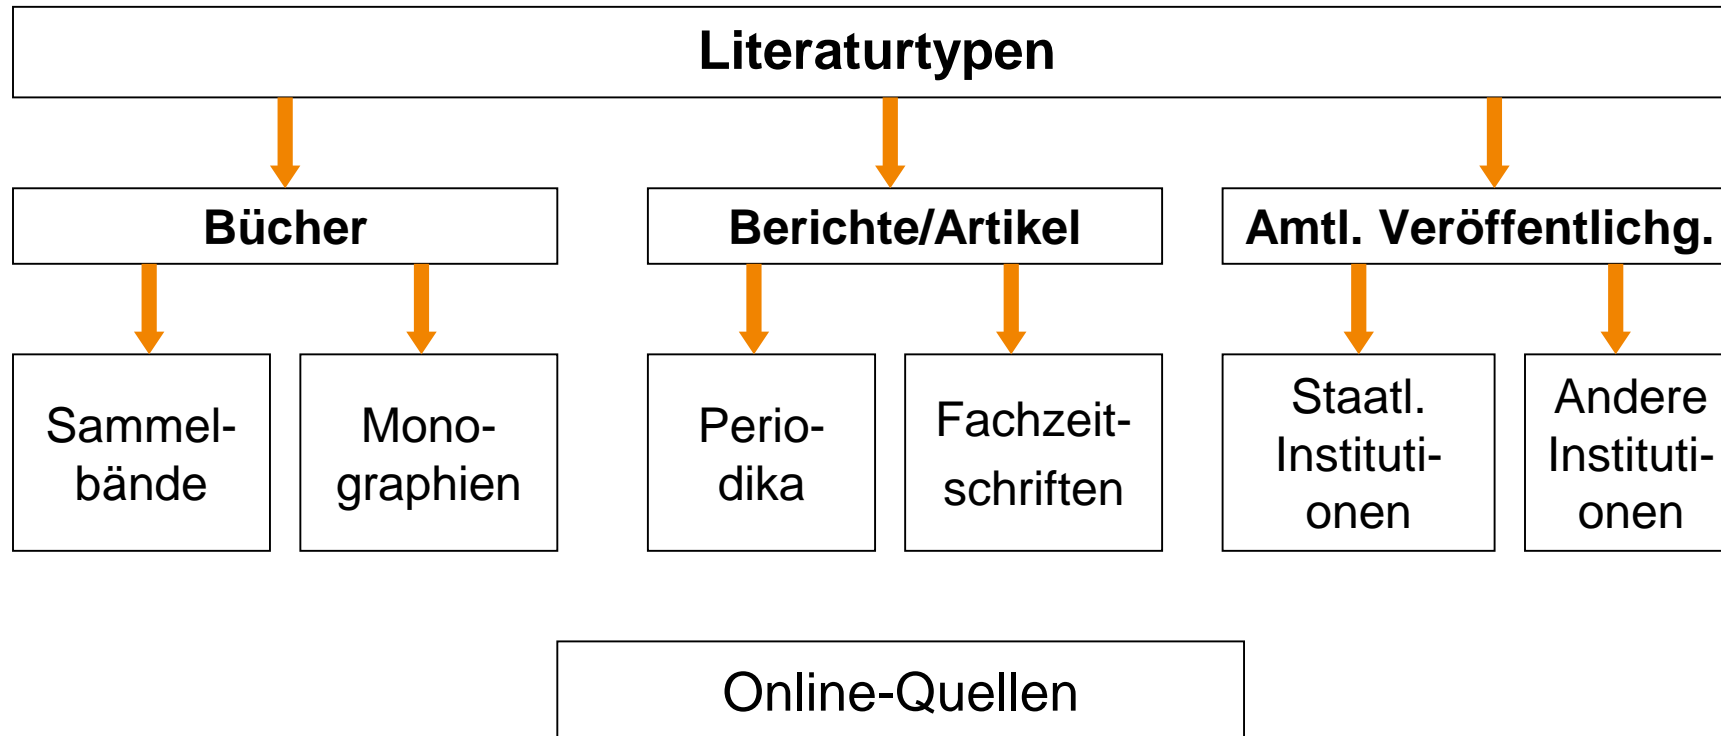 Literaturtypen
Bücher
Berichte/Artikel
Amtl. Veröffentlichg.
Sammel-
bände
Mono-
graphien
Perio-
dika
Fachzeit-
schriften
Staatl.
Instituti-
onen
Andere
Instituti-
onen
Online-Quellen